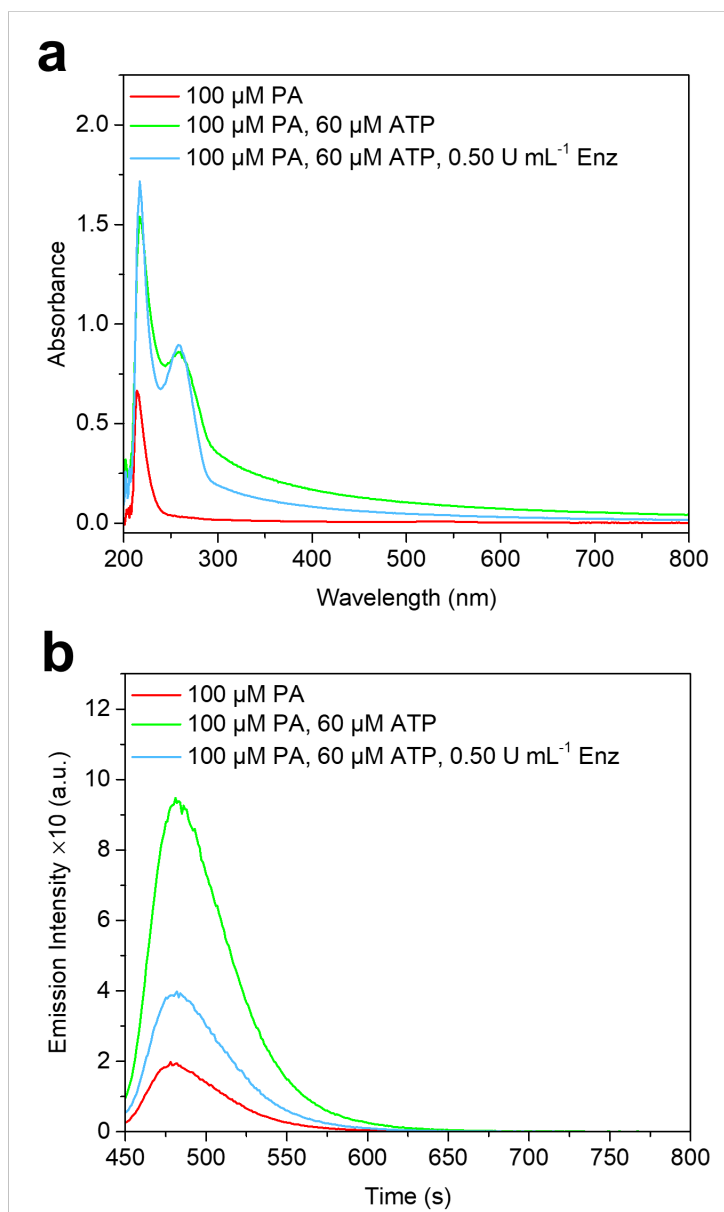 a
100 µM PA
100 µM PA, 60 µM ATP
100 µM PA, 60 µM ATP, 0.50 U mL⁻¹ Enz
2.0
1.5
1.0
0.5
0.0
Absorbance
200 300 400 500 600 700 800
Wavelength (nm)
b
100 µM PA
100 µM PA, 60 µM ATP
100 µM PA, 60 µM ATP, 0.50 U mL⁻¹ Enz
12
10
8
6
4
2
0
Emission Intensity ×10 (a.u.)
450 500 550 600 650 700 750 800
Time (s)